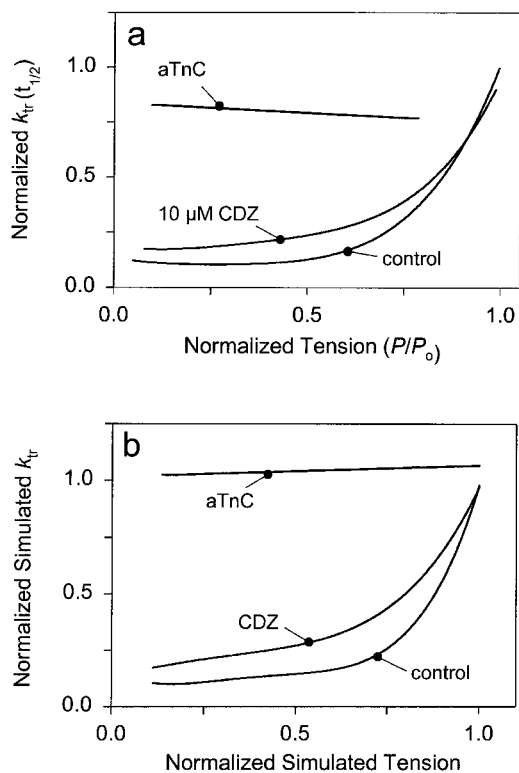 a
Normalized k_tr (t_1/2)
1.0
0.5
0.0
aTnC
10 µM CDZ
control
0.0 0.5 1.0
Normalized Tension (P/P_o)
b
Normalized Simulated k_tr
1.0
0.5
0.0
aTnC
CDZ
control
0.0 0.5 1.0
Normalized Simulated Tension